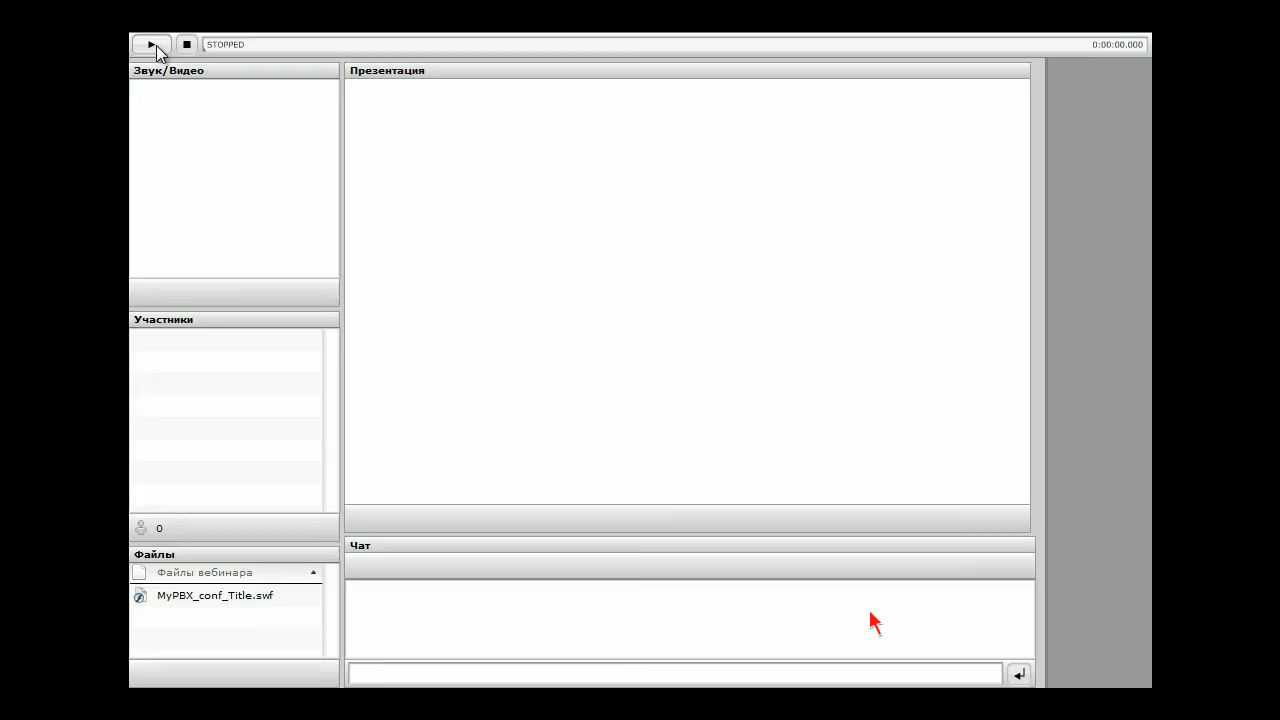 STOPPED
0:00:00.000
Звук/Видео
Презентация
Участники
0
Файлы
Файлы вебинара
MyPBX_conf_Title.swf
Чат